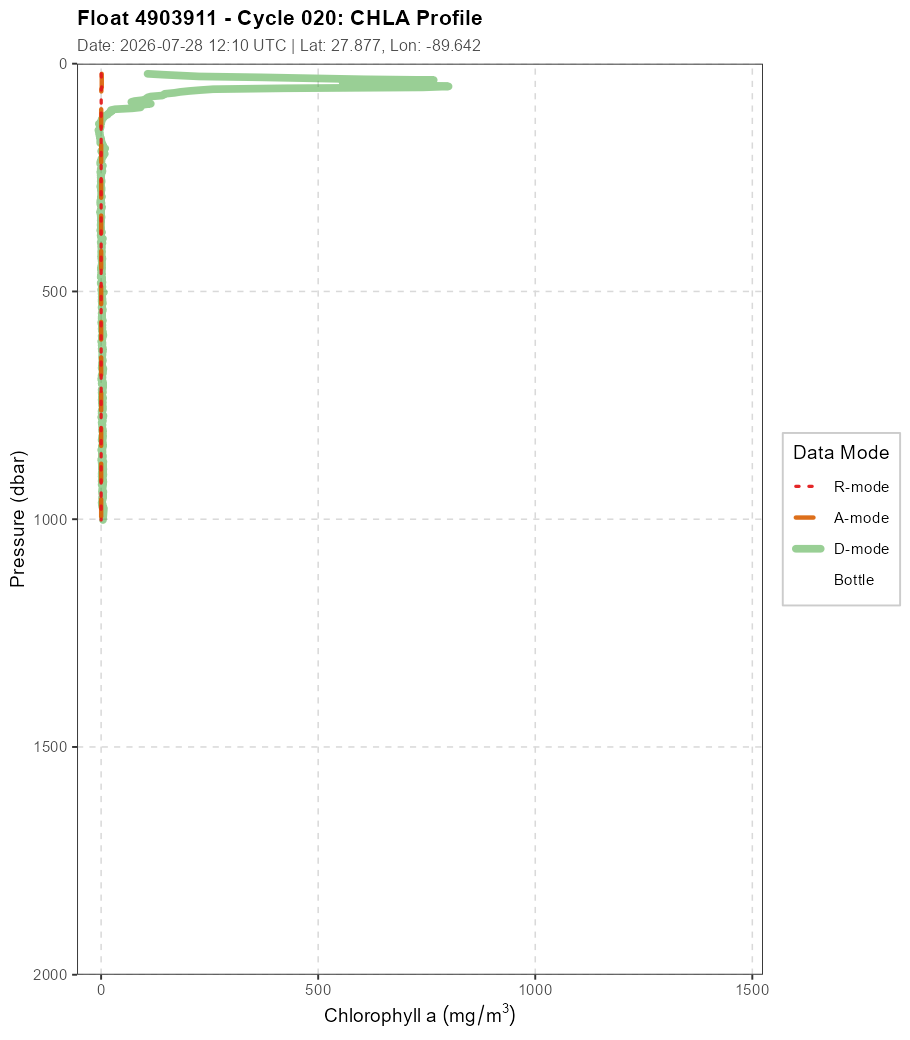 Float 4903911 - Cycle 020: CHLA Profile
Date: 2026-07-28 12:10 UTC | Lat: 27.877, Lon: -89.642
0
500
1000
1500
2000
Pressure (dbar)
0
500
1000
1500
Chlorophyll a (mg/m³)
Data Mode
R-mode
A-mode
D-mode
Bottle